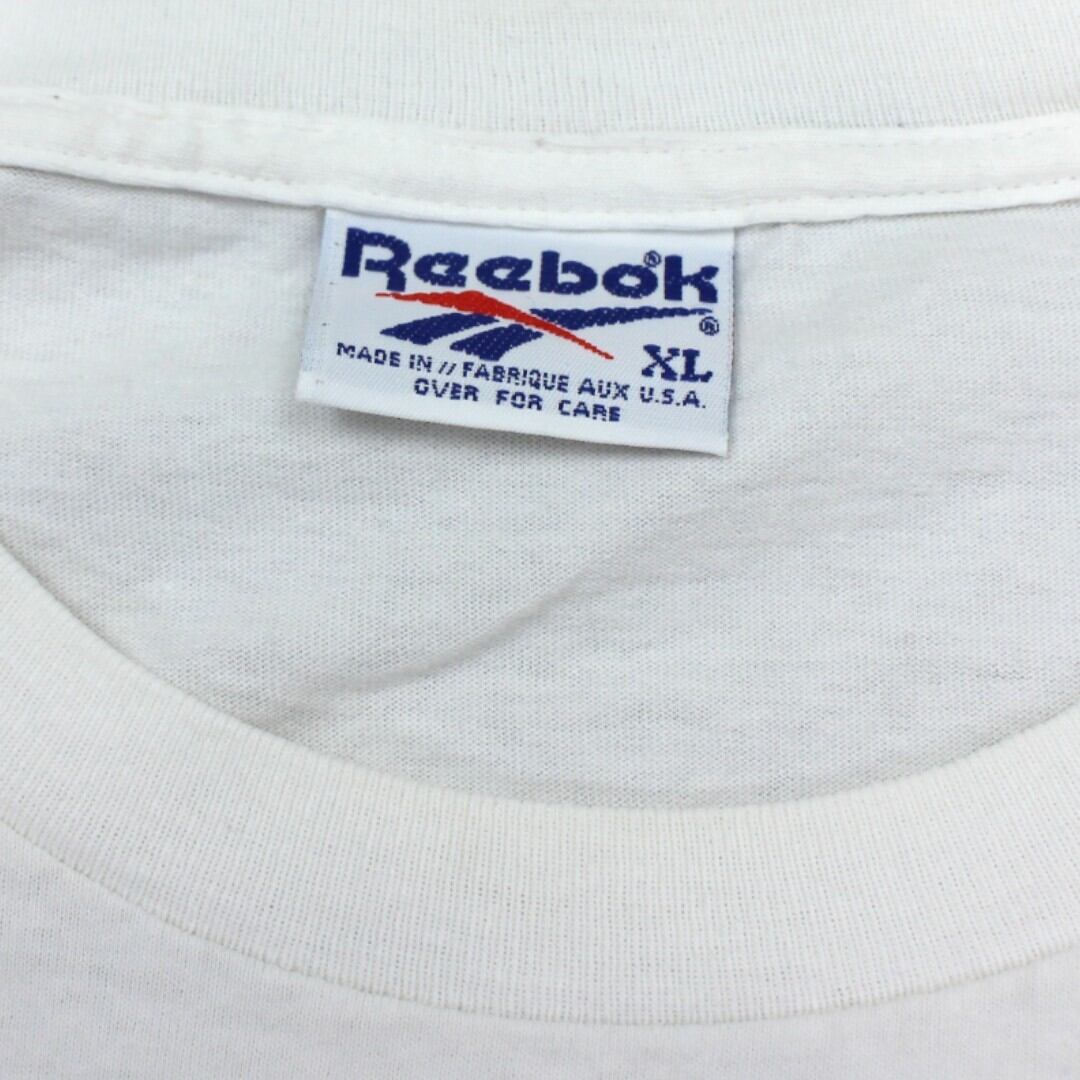 Reebok®
®
XL
MADE IN // FABRIQUE AUX U.S.A.
OVER FOR CARE